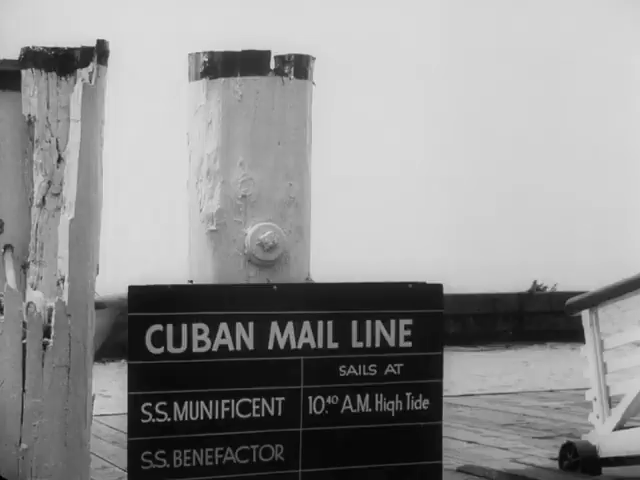 CUBAN MAIL LINE
SAILS AT
S.S. MUNIFICENT 10.40 A.M. High Tide
S.S. BENEFACTOR